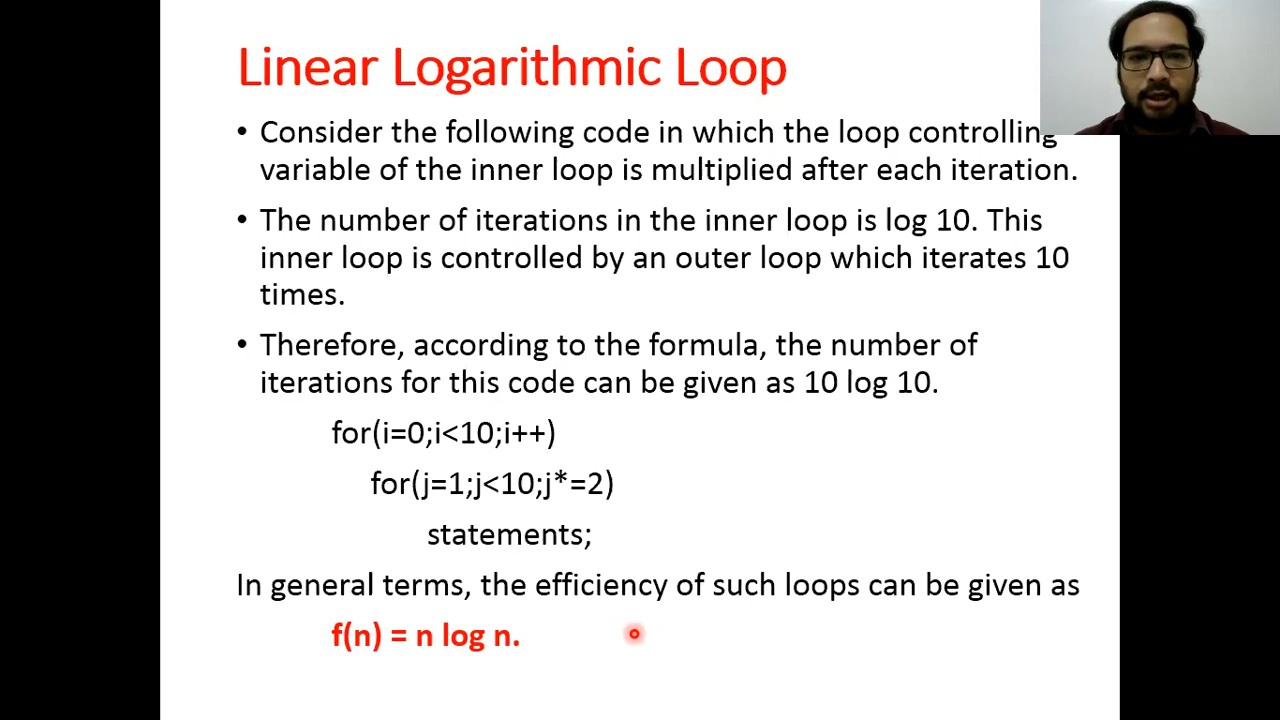 Linear Logarithmic Loop
• Consider the following code in which the loop controlling
variable of the inner loop is multiplied after each iteration.
• The number of iterations in the inner loop is log 10. This
inner loop is controlled by an outer loop which iterates 10
times.
• Therefore, according to the formula, the number of
iterations for this code can be given as 10 log 10.
for(i=0;i<10;i++)
for(j=1;j<10;j*=2)
statements;
In general terms, the efficiency of such loops can be given as
f(n) = n log n.